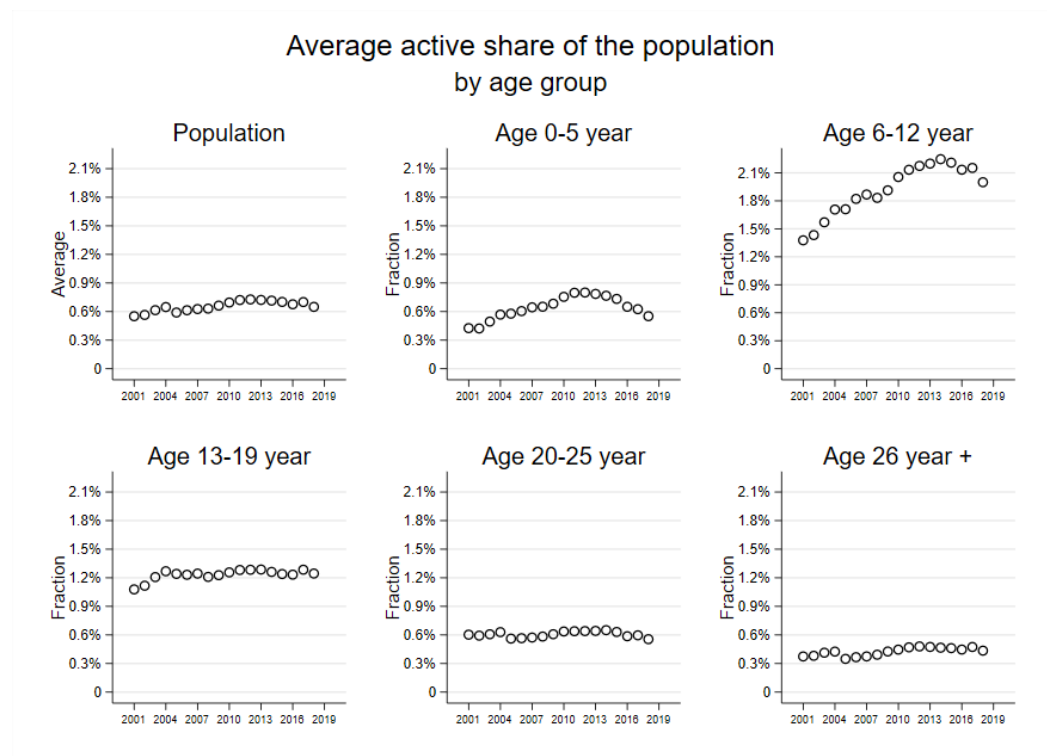 Average active share of the population
by age group
Population
Average
2.1%
1.8%
1.5%
1.2%
0.9%
0.6%
0.3%
0
2001 2004 2007 2010 2013 2016 2019
Age 0-5 year
Fraction
2.1%
1.8%
1.5%
1.2%
0.9%
0.6%
0.3%
0
2001 2004 2007 2010 2013 2016 2019
Age 6-12 year
Fraction
2.1%
1.8%
1.5%
1.2%
0.9%
0.6%
0.3%
0
2001 2004 2007 2010 2013 2016 2019
Age 13-19 year
Fraction
2.1%
1.8%
1.5%
1.2%
0.9%
0.6%
0.3%
0
2001 2004 2007 2010 2013 2016 2019
Age 20-25 year
Fraction
2.1%
1.8%
1.5%
1.2%
0.9%
0.6%
0.3%
0
2001 2004 2007 2010 2013 2016 2019
Age 26 year +
Fraction
2.1%
1.8%
1.5%
1.2%
0.9%
0.6%
0.3%
0
2001 2004 2007 2010 2013 2016 2019